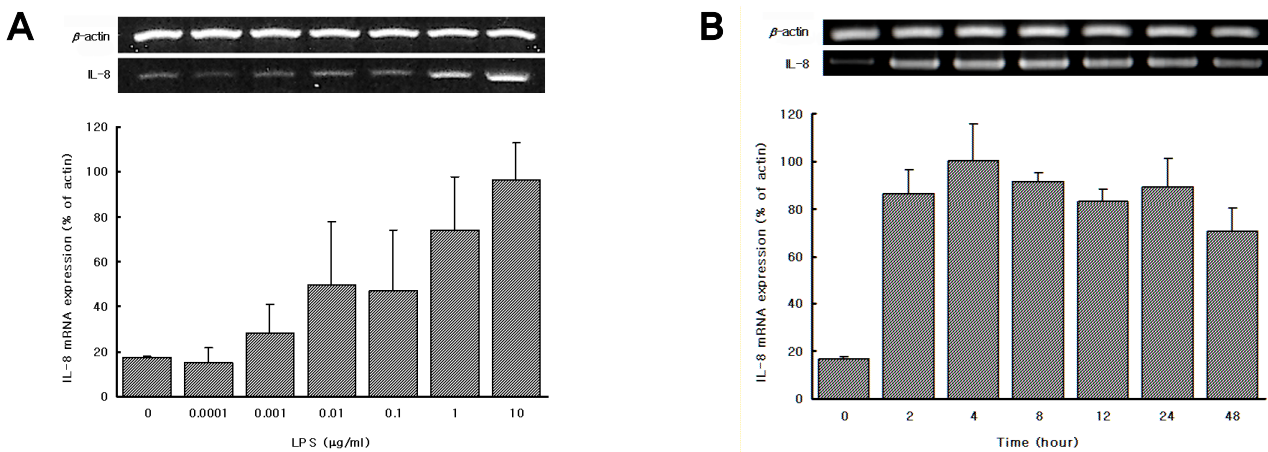 A
β-actin
IL-8
IL-8 mRNA expression (% of actin)
120
100
80
60
40
20
0
0 0.0001 0.001 0.01 0.1 1 10
LPS (μg/ml)
B
β-actin
IL-8
IL-8 mRNA expression (% of actin)
120
100
80
60
40
20
0
0 2 4 8 12 24 48
Time (hour)